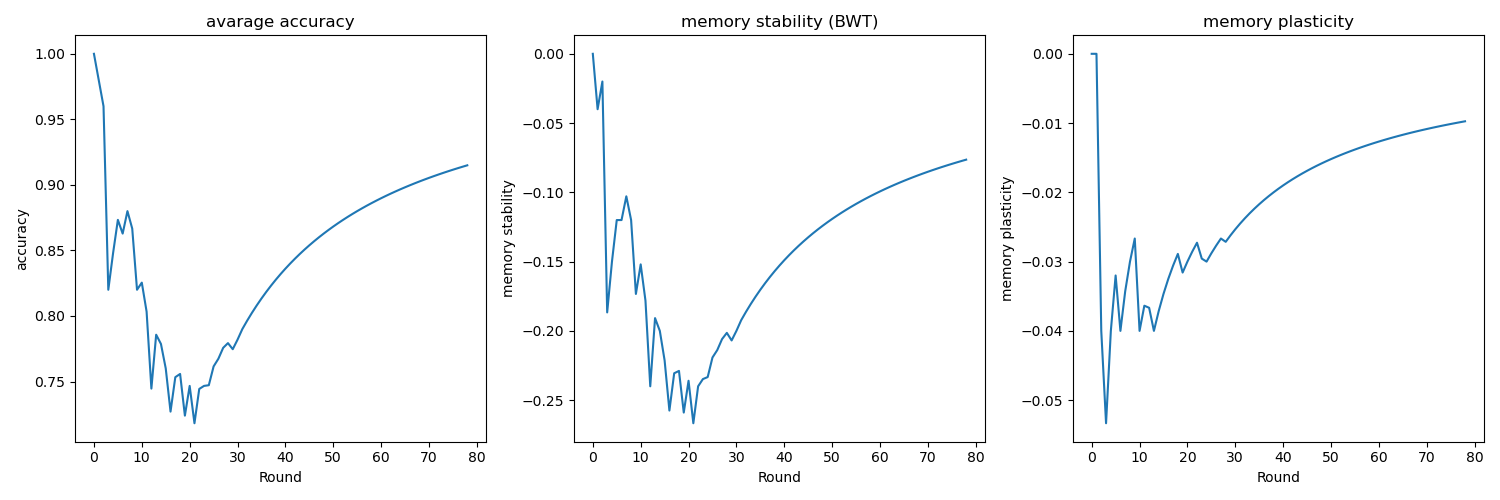 avarage accuracy
accuracy
1.00
0.95
0.90
0.85
0.80
0.75
0 10 20 30 40 50 60 70 80
Round
memory stability (BWT)
memory stability
0.00
−0.05
−0.10
−0.15
−0.20
−0.25
0 10 20 30 40 50 60 70 80
Round
memory plasticity
memory plasticity
0.00
−0.01
−0.02
−0.03
−0.04
−0.05
0 10 20 30 40 50 60 70 80
Round